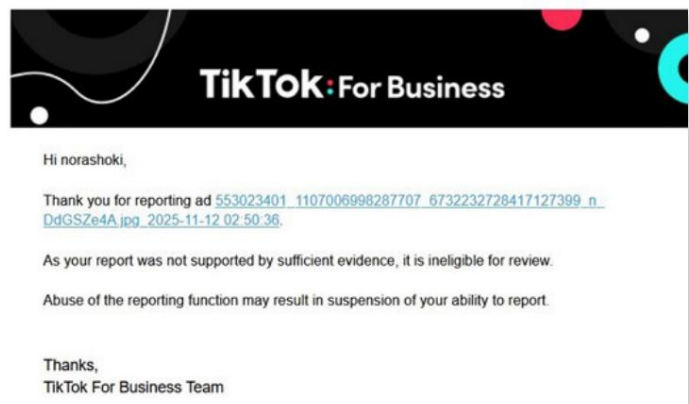 TikTok: For Business
Hi norashoki,
Thank you for reporting ad 553023401_1107006998287707_6732232728417127399_n_
DdGSZe4A.jpg_2025-11-12 02:50:36.
As your report was not supported by sufficient evidence, it is ineligible for review.
Abuse of the reporting function may result in suspension of your ability to report.
Thanks,
TikTok For Business Team